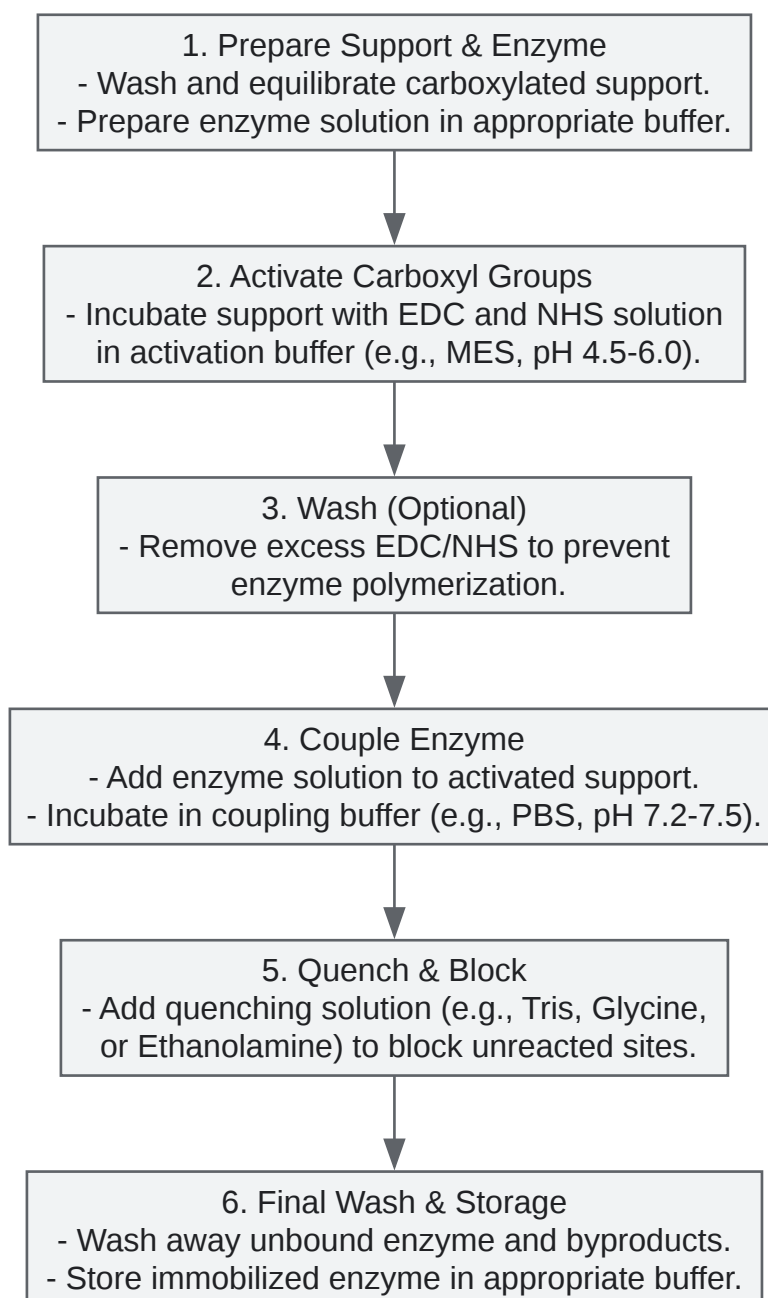 1. Prepare Support & Enzyme
- Wash and equilibrate carboxylated support.
- Prepare enzyme solution in appropriate buffer.
2. Activate Carboxyl Groups
- Incubate support with EDC and NHS solution
in activation buffer (e.g., MES, pH 4.5-6.0).
3. Wash (Optional)
- Remove excess EDC/NHS to prevent
enzyme polymerization.
4. Couple Enzyme
- Add enzyme solution to activated support.
- Incubate in coupling buffer (e.g., PBS, pH 7.2-7.5).
5. Quench & Block
- Add quenching solution (e.g., Tris, Glycine,
or Ethanolamine) to block unreacted sites.
6. Final Wash & Storage
- Wash away unbound enzyme and byproducts.
- Store immobilized enzyme in appropriate buffer.